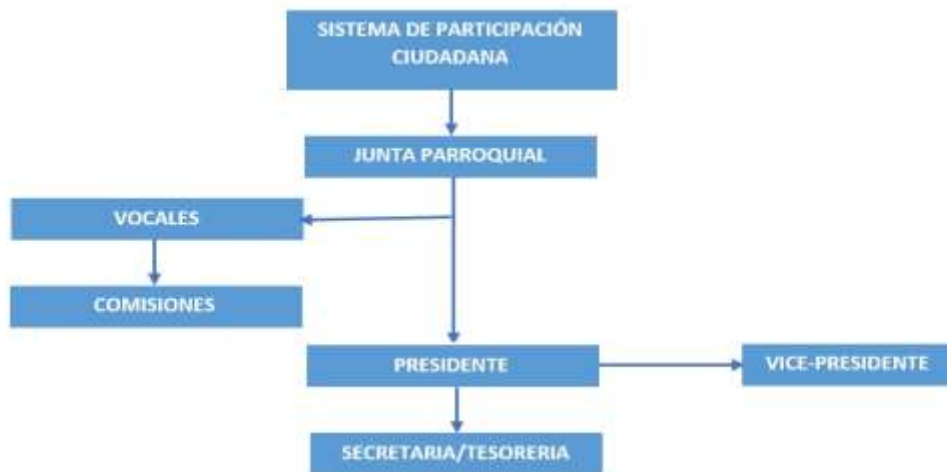 SISTEMA DE PARTICIPACIÓN
CIUDADANA
JUNTA PARROQUIAL
VOCALES
COMISIONES
PRESIDENTE
VICE-PRESIDENTE
SECRETARIA/TESORERIA